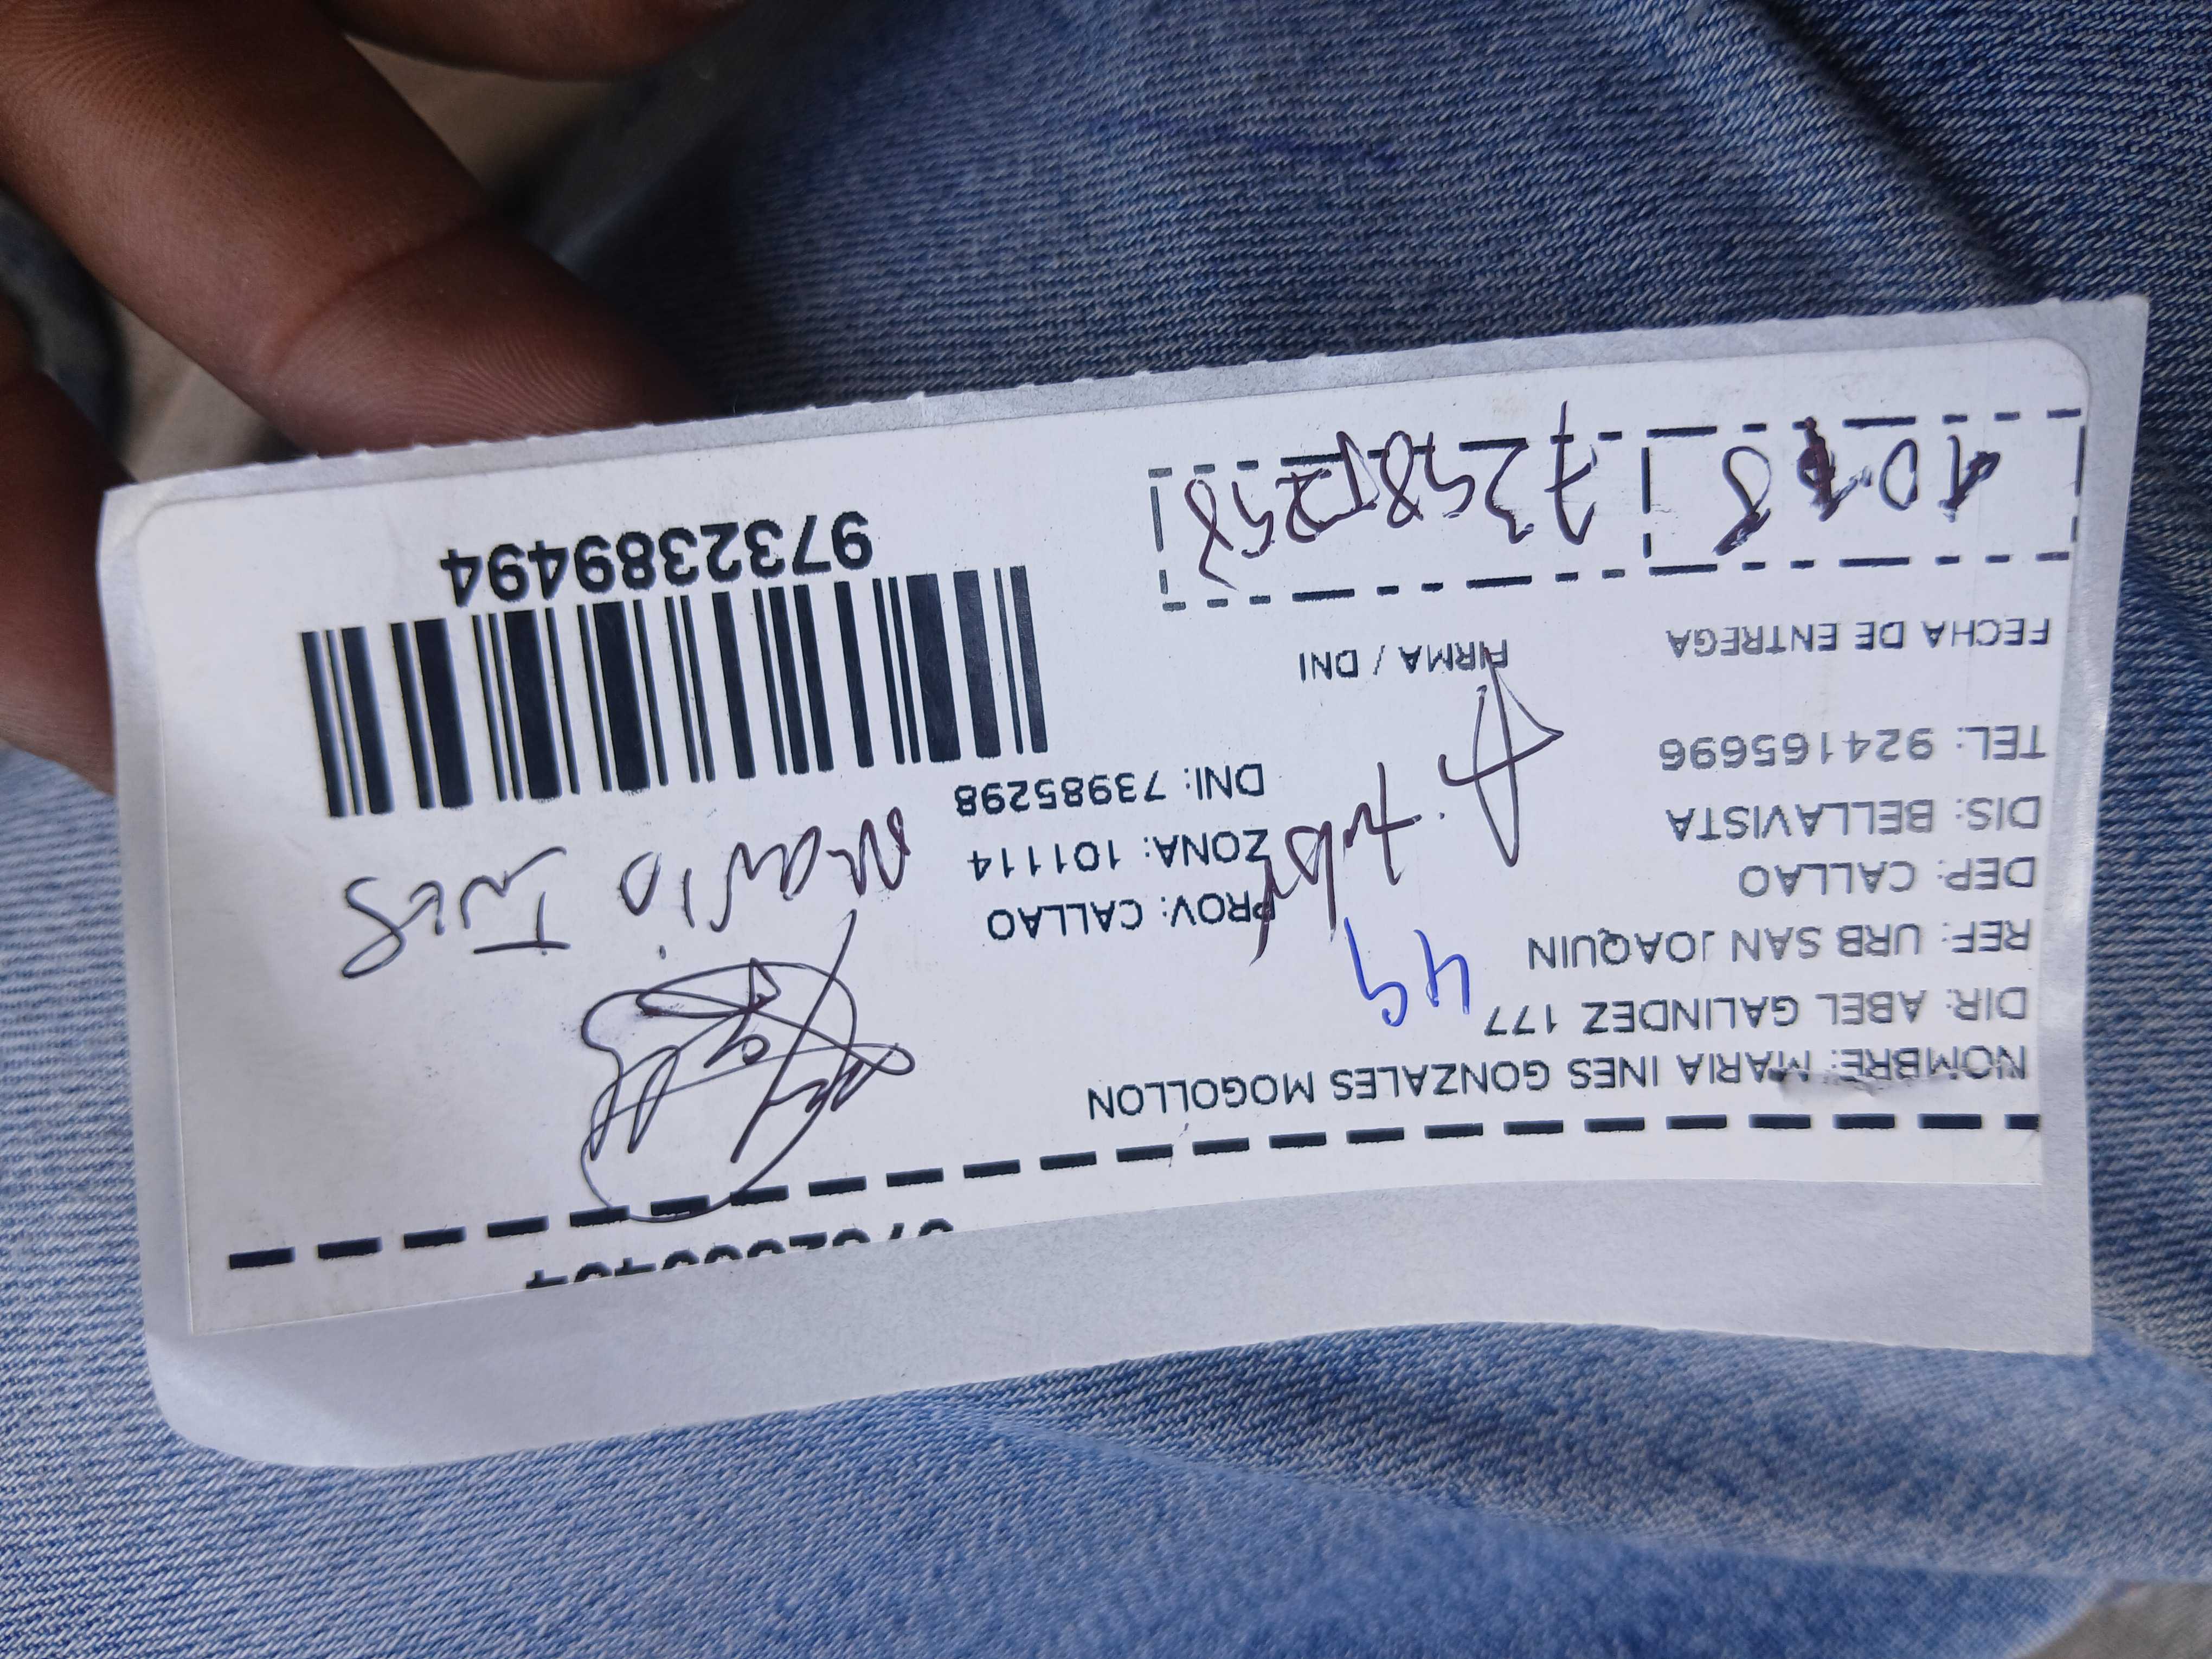 NOMBRE: MARIA INES GONZALES MOGOLLON
DIR: ABEL GALINDEZ 177
49
REF: URB SAN JOAQUIN
DEP: CALLAO
PROV: CALLAO
DIS: BELLAVISTA
ZONA: 101114
TEL: 924165696
DNI: 73985298
Maria Ines
FECHA DE ENTREGA
FIRMA / DNI
9732389494